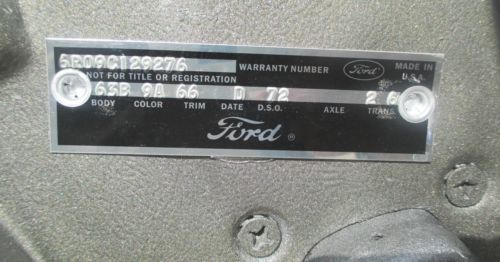 6R09C129276 WARRANTY NUMBER Ford MADE IN U.S.A.
NOT FOR TITLE OR REGISTRATION
63B 9A 66 D 72 2 6
BODY COLOR TRIM DATE D.S.O. AXLE TRANS.
Ford ®